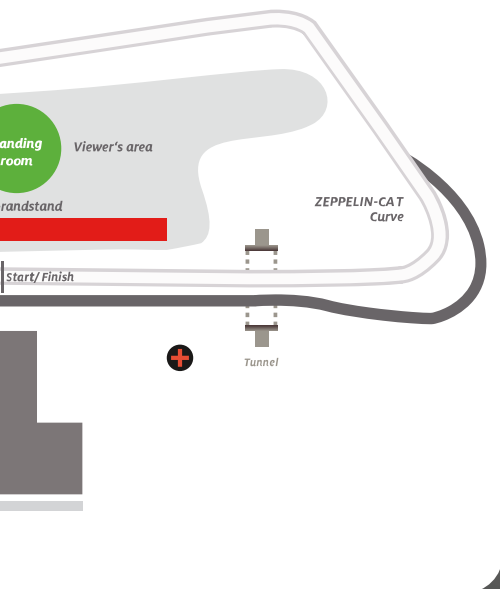 anding
room
Viewer's area
randstand
ZEPPELIN-CAT
Curve
Start/Finish
Tunnel